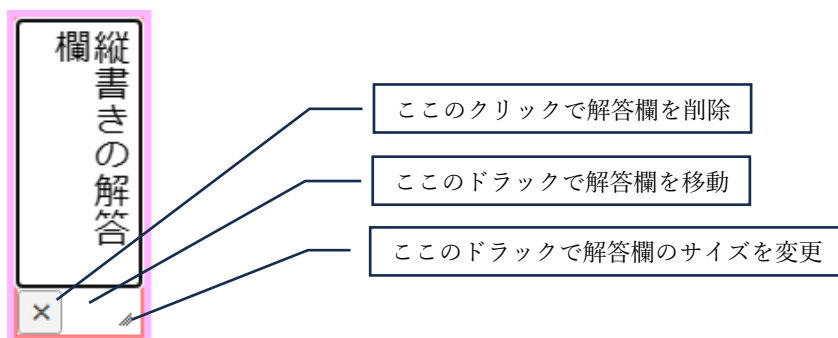 縦書きの解答
欄
×
ここのクリックで解答欄を削除
ここのドラックで解答欄を移動
ここのドラックで解答欄のサイズを変更